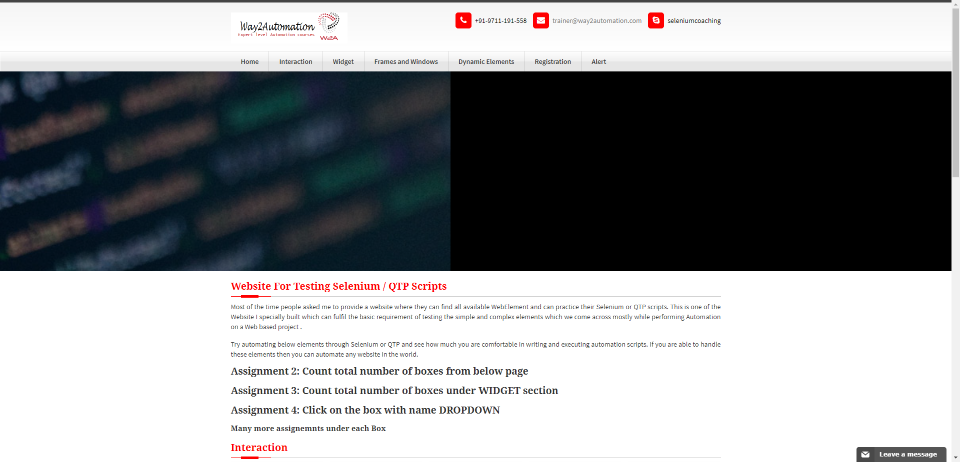 Way2Automation
Expert level Automation courses
W2A
+91-9711-191-558
trainer@way2automation.com
seleniumcoaching
Home
Interaction
Widget
Frames and Windows
Dynamic Elements
Registration
Alert
Website For Testing Selenium / QTP Scripts
Most of the time people asked me to provide a website where they can find all available WebElement and can practice their Selenium or QTP scripts. This is one of the
Website I specially built which can fulfil the basic requirement of testing the simple and complex elements which we come across mostly while performing Automation
on a Web based project .
Try automating below elements through Selenium or QTP and see how much you are comfortable in writing and executing automation scripts. If you are able to handle
these elements then you can automate any website in the world.
Assignment 2: Count total number of boxes from below page
Assignment 3: Count total number of boxes under WIDGET section
Assignment 4: Click on the box with name DROPDOWN
Many more assignemnts under each Box
Interaction
Leave a message